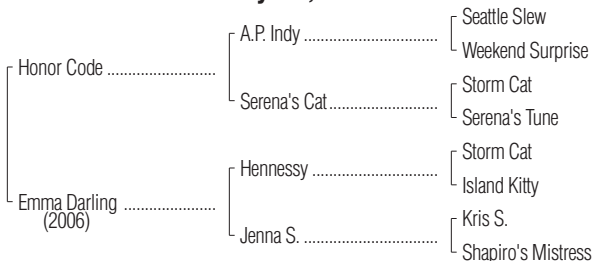 Seattle Slew
A.P. Indy ................................
Weekend Surprise
Honor Code ..........................
Storm Cat
Serena's Cat..........................
Serena's Tune
Storm Cat
Hennessy ..............................
Island Kitty
Emma Darling ......................
(2006)
Kris S.
Jenna S. ................................
Shapiro's Mistress